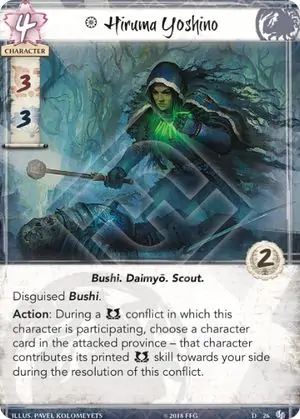 4
Hiruma Yoshino
CHARACTER
3
3
2
Bushi. Daimyō. Scout.
Disguised Bushi.
Action: During a conflict in which this
character is participating, choose a character
card in the attacked province – that character
contributes its printed skill towards your side
during the resolution of this conflict.
ILLUS. PAVEL KOLOMEYETS
©2018 FFG
D 26